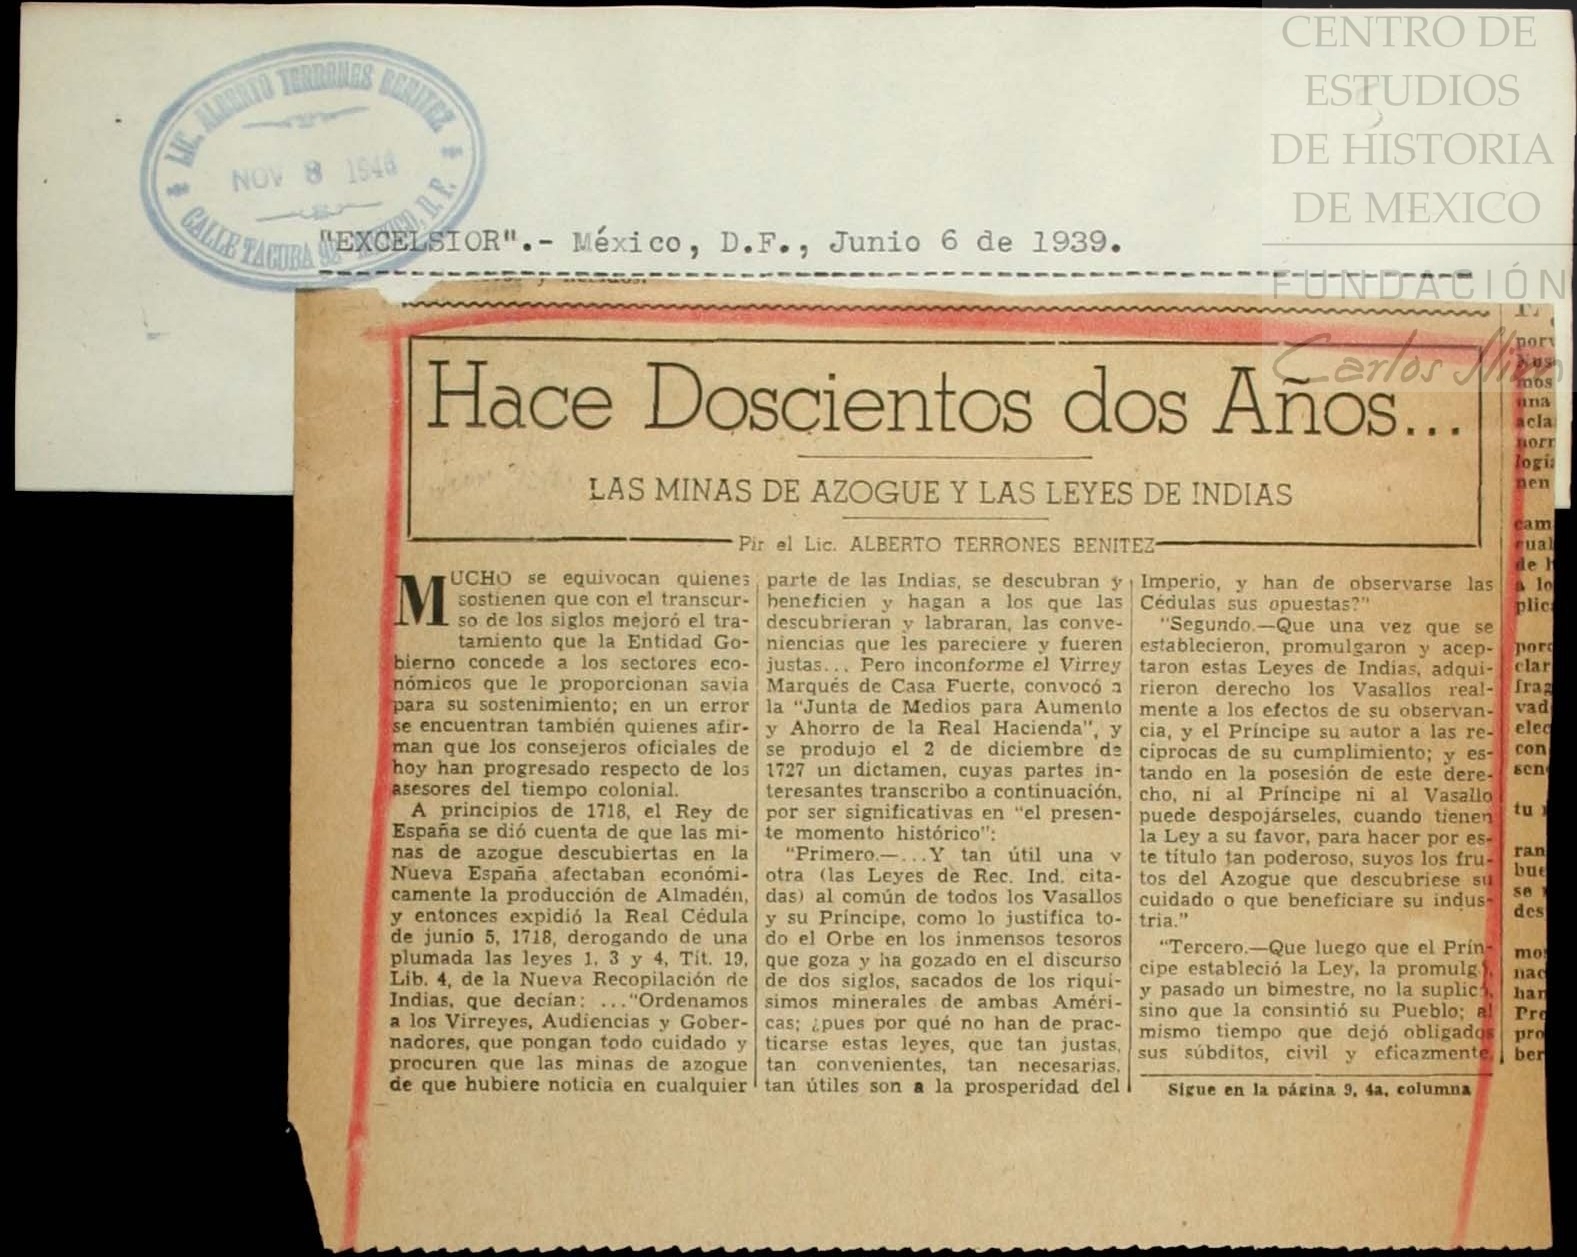 CENTRO DE
ESTUDIOS
DE HISTORIA
DE MEXICO
FUNDACIÓN
Carlos Slim
LIC. ALBERTO TERRONES BENITEZ
NOV 8 1946
CALLE TACUBA MEXICO, D. F.
"EXCELSIOR".- México, D.F., Junio 6 de 1939.
Hace Doscientos dos Años...
LAS MINAS DE AZOGUE Y LAS LEYES DE INDIAS
Pir el Lic. ALBERTO TERRONES BENITEZ
MUCHO se equivocan quienes
sostienen que con el transcur-
so de los siglos mejoró el tra-
tamiento que la Entidad Go-
bierno concede a los sectores eco-
nómicos que le proporcionan savia
para su sostenimiento; en un error
se encuentran también quienes afir-
man que los consejeros oficiales de
hoy han progresado respecto de los
asesores del tiempo colonial.
A principios de 1718, el Rey de
España se dió cuenta de que las mi-
nas de azogue descubiertas en la
Nueva España afectaban económi-
camente la producción de Almadén,
y entonces expidió la Real Cédula
de junio 5, 1718, derogando de una
plumada las leyes 1, 3 y 4, Tit. 19,
Lib. 4, de la Nueva Recopilación de
Indias, que decían: ..."Ordenamos
a los Virreyes, Audiencias y Gober-
nadores, que pongan todo cuidado y
procuren que las minas de azogue
de que hubiere noticia en cualquier
parte de las Indias, se descubran y
beneficien y hagan a los que las
descubrieran y labraran, las conve-
niencias que les pareciere y fueren
justas... Pero inconforme el Virrey
Marqués de Casa Fuerte, convocó a
la "Junta de Medios para Aumento
y Ahorro de la Real Hacienda", y
se produjo el 2 de diciembre de
1727 un dictamen, cuyas partes in-
teresantes transcribo a continuación,
por ser significativas en "el presen-
te momento histórico":
"Primero.—...Y tan útil una y
otra (las Leyes de Rec. Ind. cita-
das) al común de todos los Vasallos
y su Príncipe, como lo justifica to-
do el Orbe en los inmensos tesoros
que goza y ha gozado en el discurso
de dos siglos, sacados de los riquí-
simos minerales de ambas Améri-
cas; ¿pues por qué no han de prac-
ticarse estas leyes, que tan justas,
tan convenientes, tan necesarias,
tan útiles son a la prosperidad del
Imperio, y han de observarse las
Cédulas sus opuestas?"
"Segundo.—Que una vez que se
establecieron, promulgaron y acep-
taron estas Leyes de Indias, adqui-
rieron derecho los Vasallos real-
mente a los efectos de su observan-
cia, y el Príncipe su autor a las re-
cíprocas de su cumplimiento; y es-
tando en la posesión de este dere-
cho, ni al Príncipe ni al Vasallo
puede despojárseles, cuando tienen
la Ley a su favor, para hacer por es-
te título tan poderoso, suyos los fru-
tos del Azogue que descubriese su
cuidado o que beneficiare su indus-
tria."
"Tercero.—Que luego que el Prín-
cipe estableció la Ley, la promulgó,
y pasado un bimestre, no la suplicó,
sino que la consintió su Pueblo; al
mismo tiempo que dejó obligados
sus súbditos, civil y eficazmente,
Sigue en la página 9, 4a. columna